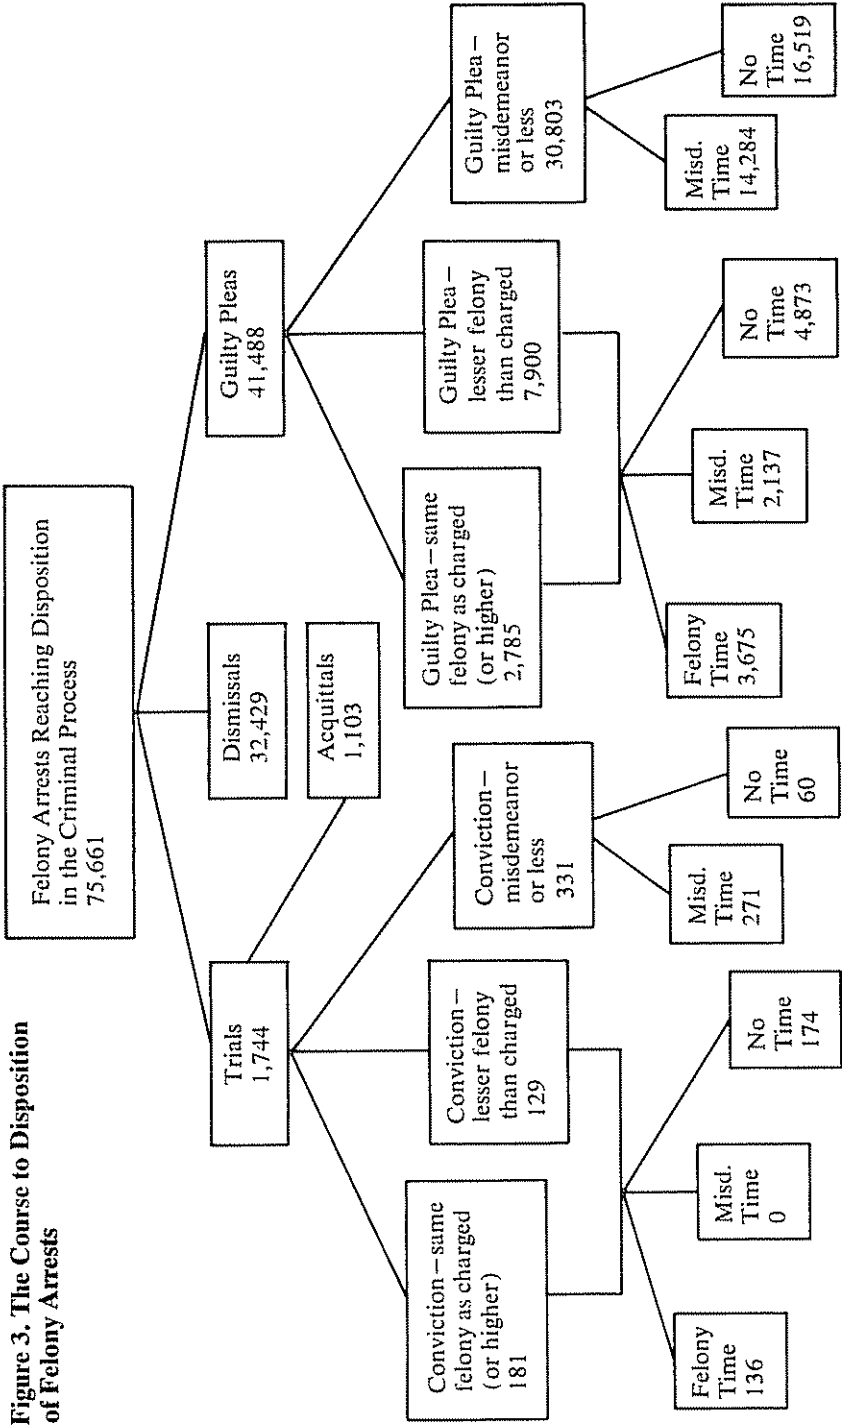 Figure 3. The Course to Disposition
of Felony Arrests
Felony Arrests Reaching Disposition
in the Criminal Process
75,661
Trials
1,744
Dismissals
32,429
Guilty Pleas
41,488
Acquittals
1,103
Conviction—same
felony as charged
(or higher)
181
Conviction—
lesser felony
than charged
129
Conviction—
misdemeanor
or less
331
Guilty Plea—same
felony as charged
(or higher)
2,785
Guilty Plea—
lesser felony
than charged
7,900
Guilty Plea—
misdemeanor
or less
30,803
Felony
Time
136
Misd.
Time
0
No
Time
174
Misd.
Time
271
No
Time
60
Felony
Time
3,675
Misd.
Time
2,137
No
Time
4,873
Misd.
Time
14,284
No
Time
16,519